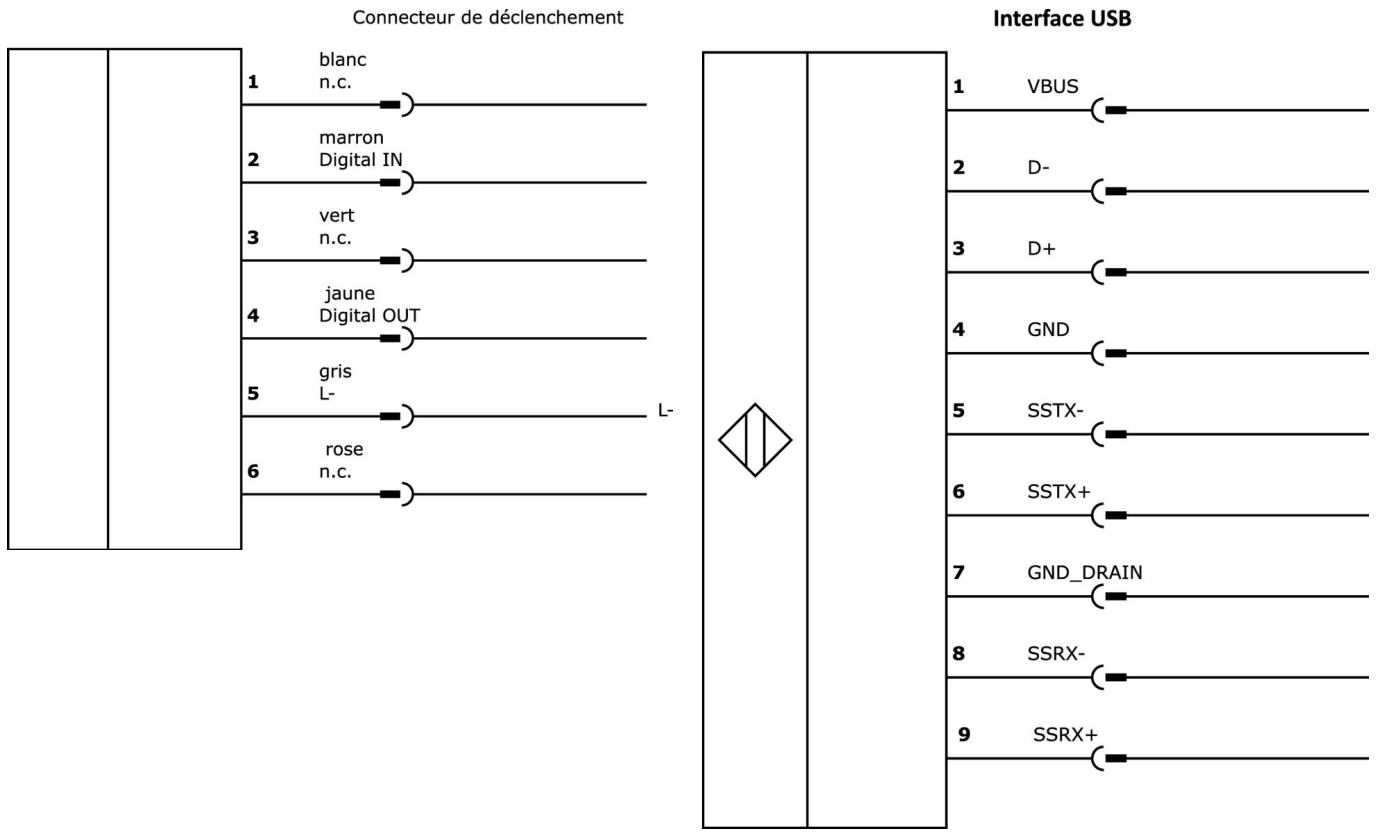 Connecteur de déclenchement
blanc
1 n.c.
marron
2 Digital IN
vert
3 n.c.
jaune
4 Digital OUT
gris
5 L-
L-
rose
6 n.c.
Interface USB
1 VBUS
2 D-
3 D+
4 GND
5 SSTX-
6 SSTX+
7 GND_DRAIN
8 SSRX-
9 SSRX+